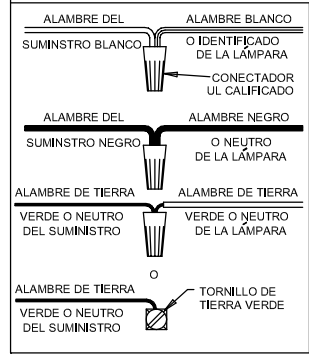 ALAMBRE DEL ALAMBRE BLANCO
SUMINSTRO BLANCO O IDENTIFICADO
DE LA LÁMPARA
CONECTADOR
UL CALIFICADO
ALAMBRE DEL ALAMBRE NEGRO
SUMINSTRO NEGRO O NEUTRO
DE LA LÁMPARA
ALAMBRE DE TIERRA ALAMBRE DE TIERRA
VERDE O NEUTRO VERDE O NEUTRO
DEL SUMINISTRO DE LA LÁMPARA
O
ALAMBRE DE TIERRA TORNILLO DE
TIERRA VERDE
VERDE O NEUTRO
DEL SUMINISTRO